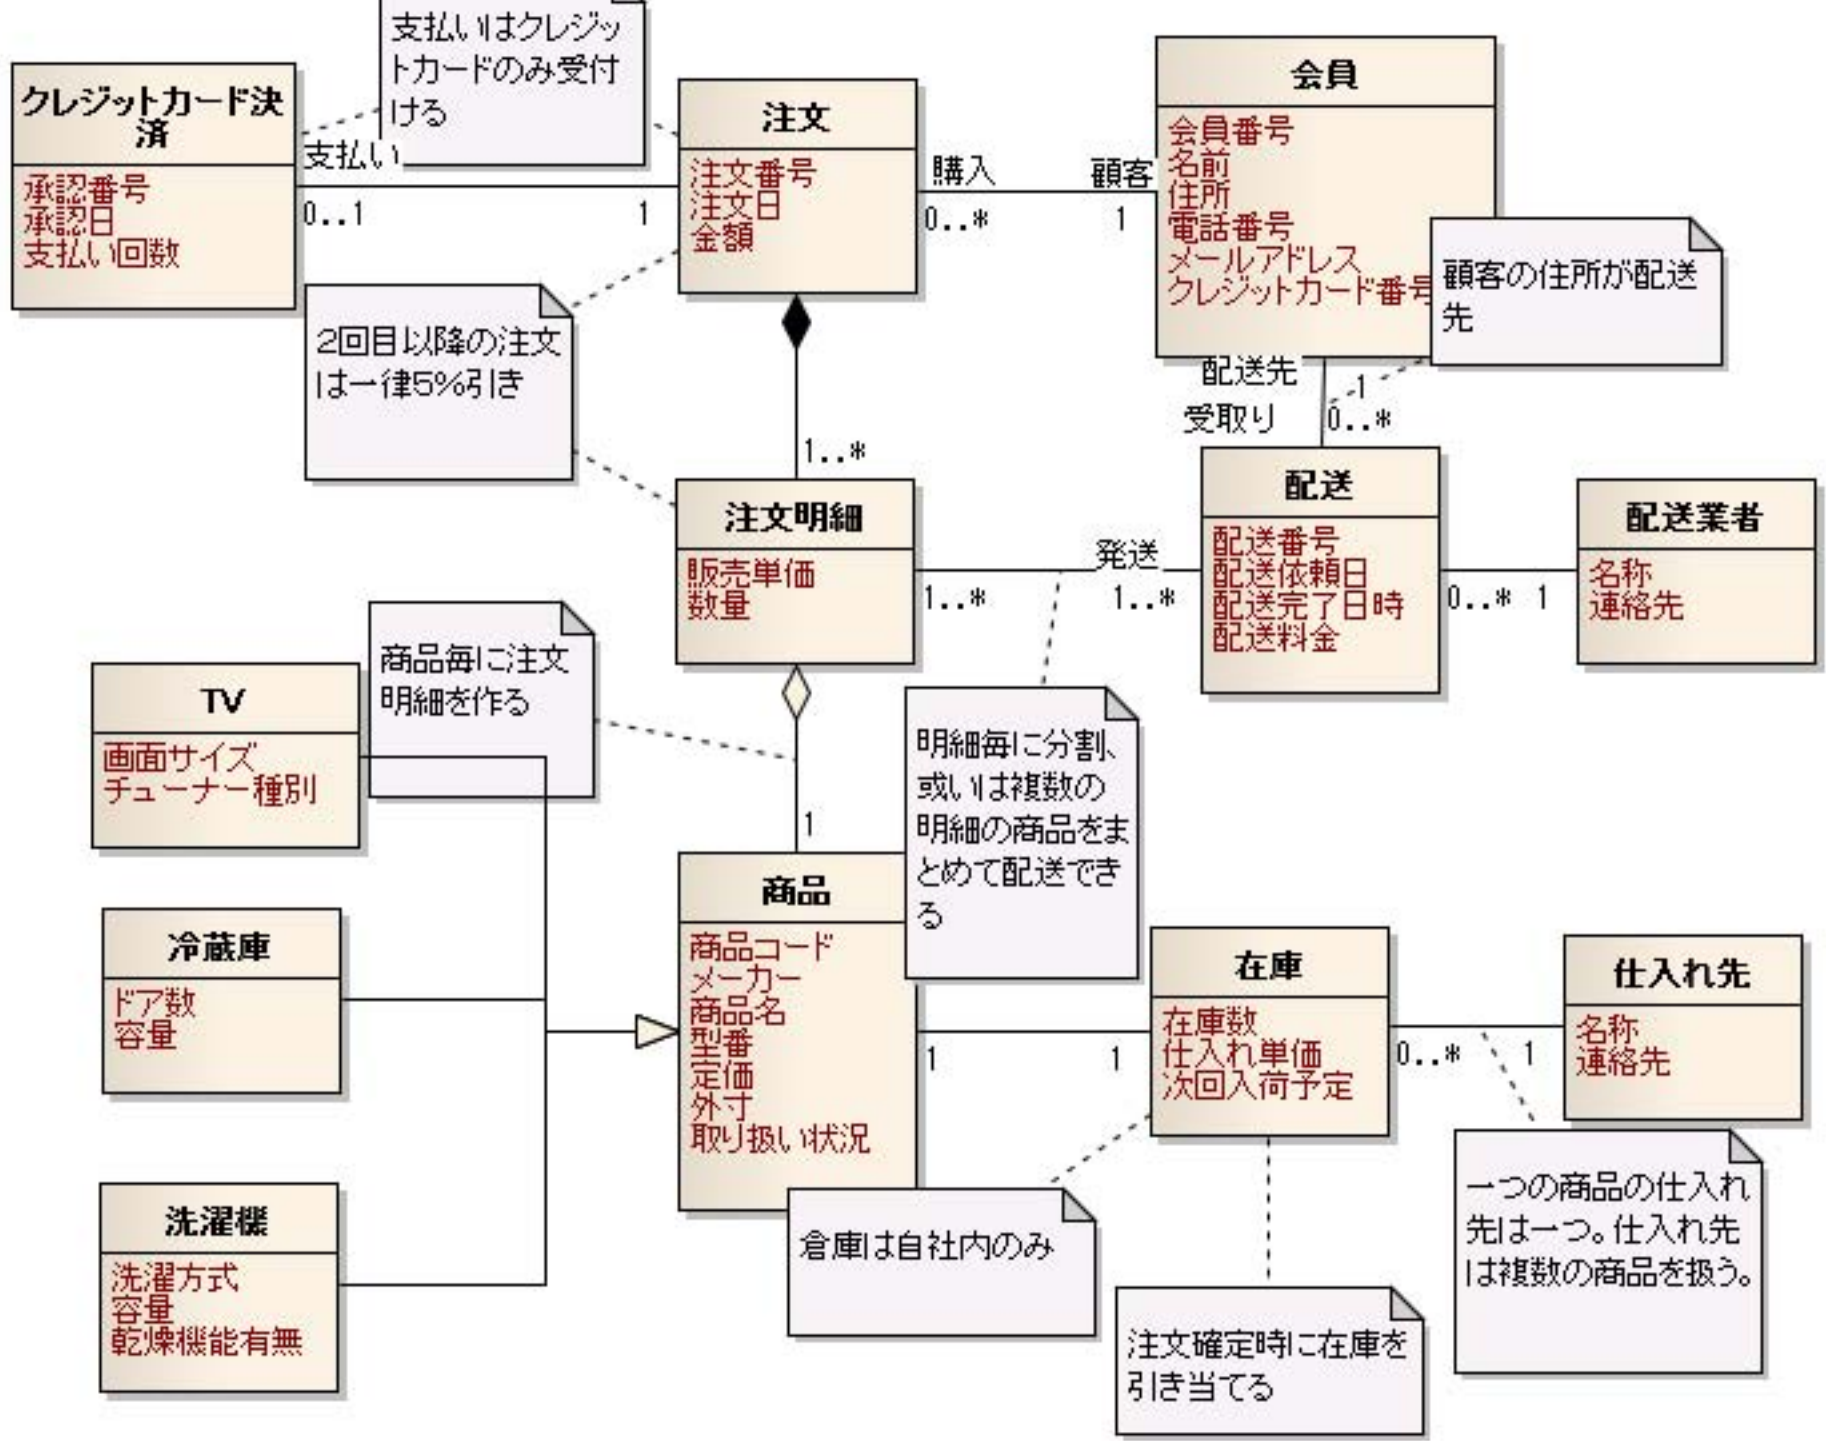 支払いはクレジッ
トカードのみ受付
ける
クレジットカード決
済
承認番号
承認日
支払い回数
支払い
0..1
1
注文
注文番号
注文日
金額
購入
0..*
顧客
1
会員
会員番号
名前
住所
電話番号
メールアドレス
クレジットカード番号
顧客の住所が配送
先
2回目以降の注文
は一律5%引き
1..*
配送先
1
受取り
0..*
注文明細
販売単価
数量
発送
1..*
1..*
配送
配送番号
配送依頼日
配送完了日時
配送料金
0..*
1
配送業者
名称
連絡先
商品毎に注文
明細を作る
TV
画面サイズ
チューナー種別
明細毎に分割、
或いは複数の
明細の商品をま
とめて配送でき
る
1
商品
商品コード
メーカー
商品名
型番
定価
外寸
取り扱い状況
冷蔵庫
ドア数
容量
1
1
在庫
在庫数
仕入れ単価
次回入荷予定
0..*
1
仕入れ先
名称
連絡先
洗濯機
洗濯方式
容量
乾燥機能有無
倉庫は自社内のみ
一つの商品の仕入れ
先は一つ。仕入れ先
は複数の商品を扱う。
注文確定時に在庫を
引き当てる